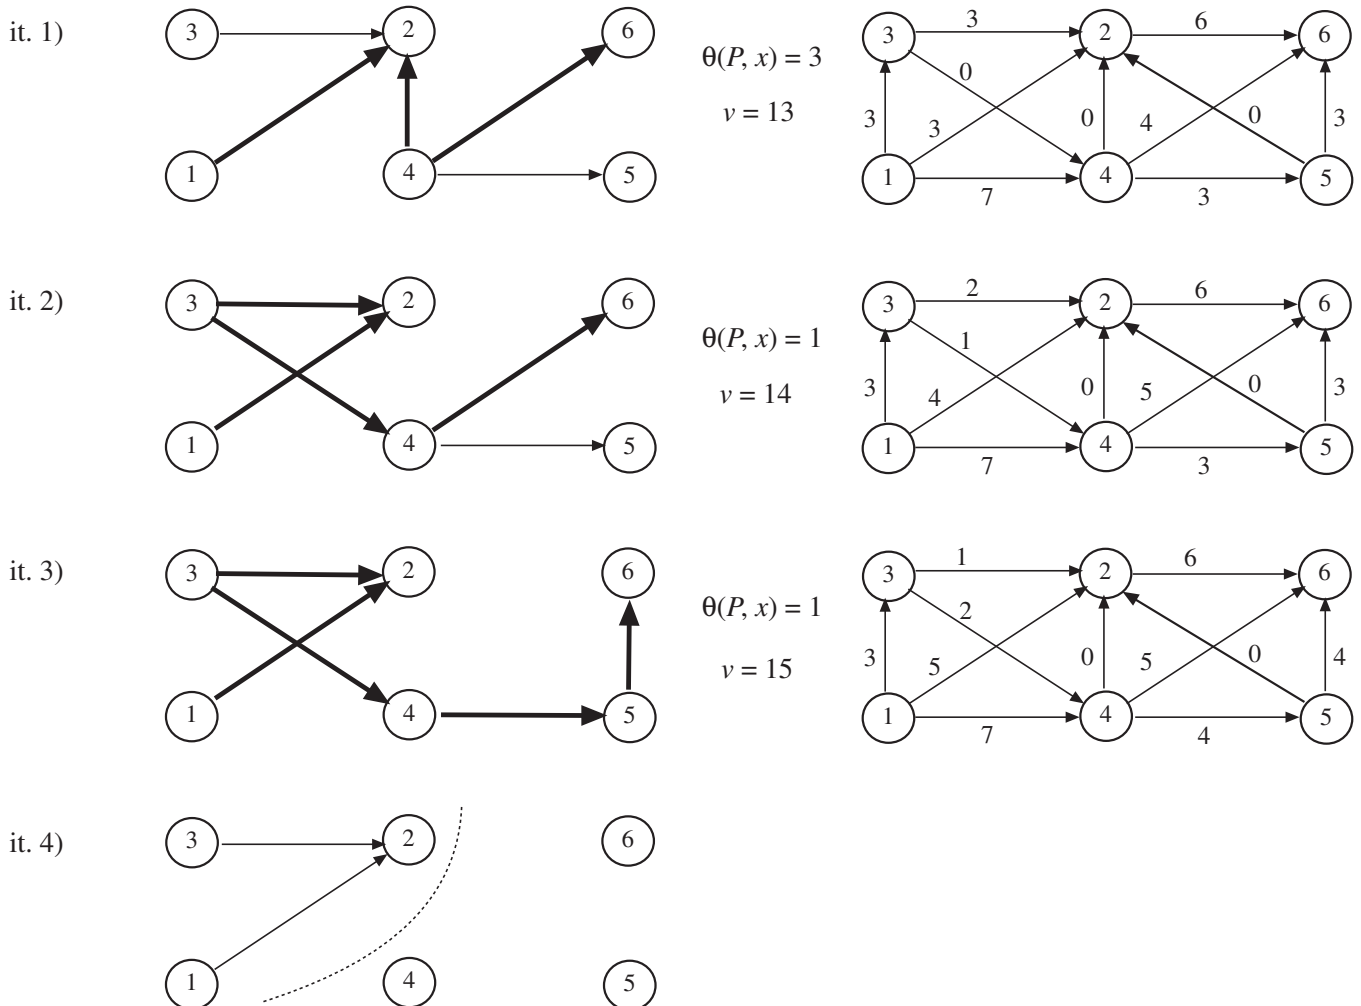 it. 1)
3 2 6
1 4 5
θ(P, x) = 3
v = 13
3 6
3 2 6
0
3 3 0 4 0 3
1 4 5
7 3
it. 2)
3 2 6
1 4 5
θ(P, x) = 1
v = 14
2 6
3 2 6
1
3 4 0 5 0 3
1 4 5
7 3
it. 3)
3 2 6
1 4 5
θ(P, x) = 1
v = 15
1 6
3 2 6
2
3 5 0 5 0 4
1 4 5
7 4
it. 4)
3 2 6
1 4 5